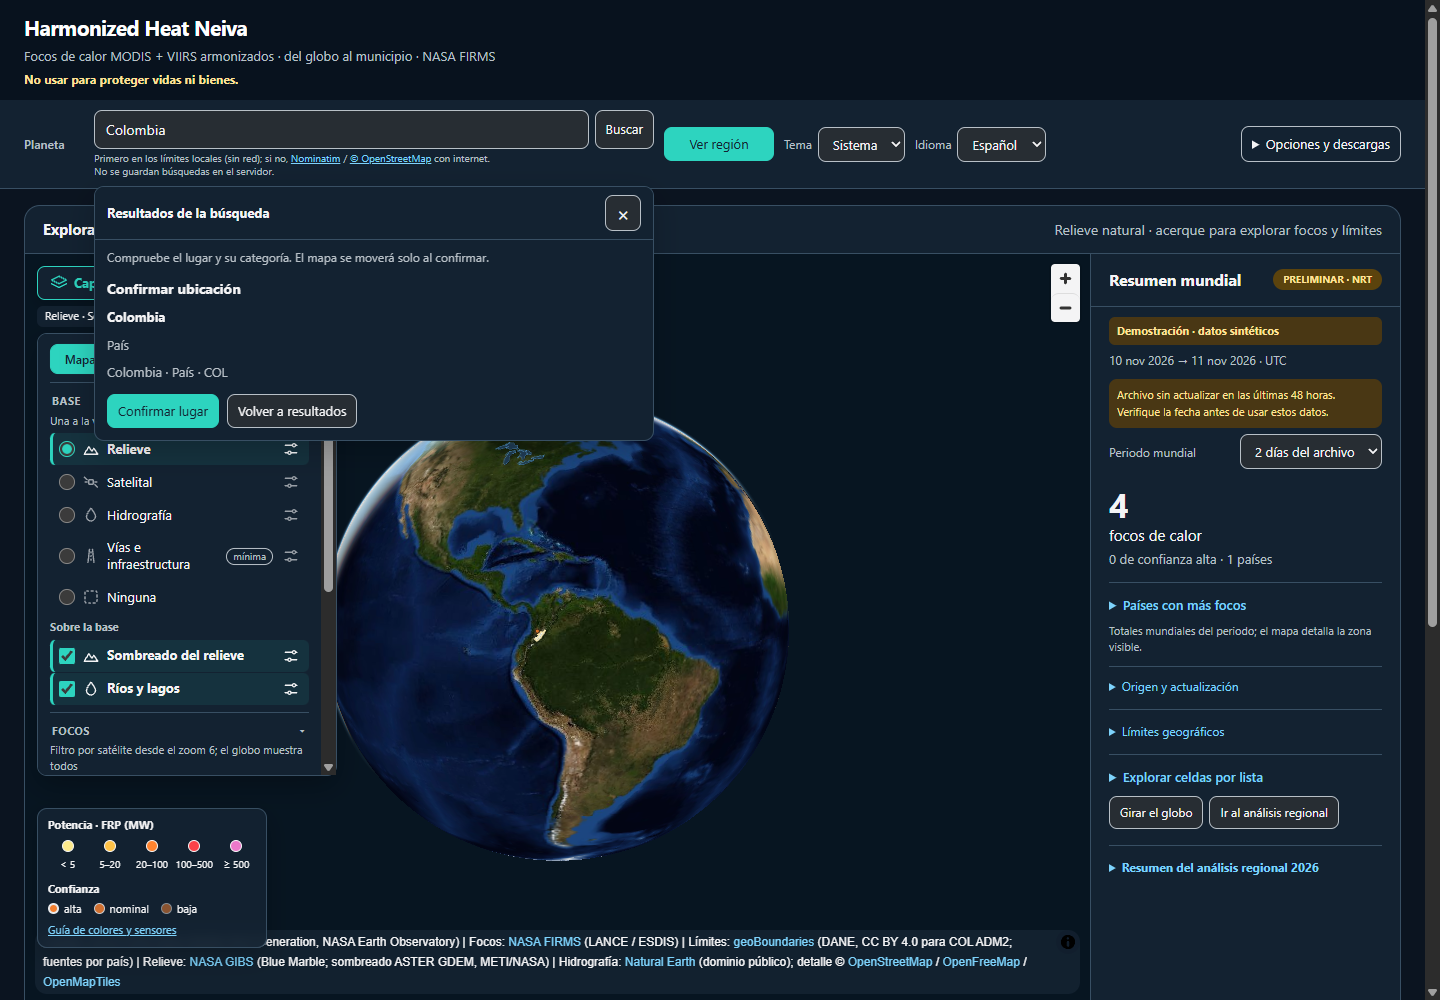 Harmonized Heat Neiva
Focos de calor MODIS + VIIRS armonizados · del globo al municipio · NASA FIRMS
No usar para proteger vidas ni bienes.
Planeta
Colombia
Buscar
Primero en los límites locales (sin red); si no, Nominatim / © OpenStreetMap con internet.
No se guardan búsquedas en el servidor.
Ver región
Tema
Sistema
Idioma
Español
▶ Opciones y descargas
Resultados de la búsqueda
×
Compruebe el lugar y su categoría. El mapa se moverá solo al confirmar.
Confirmar ubicación
Colombia
País
Colombia · País · COL
Confirmar lugar
Volver a resultados
Explora
Relieve natural · acerque para explorar focos y límites
Cap
Relieve · S
Mapa
BASE
Una a la v
Relieve
Satelital
Hidrografía
Vías e
infraestructura
mínima
Ninguna
Sobre la base
Sombreado del relieve
Ríos y lagos
FOCOS
Filtro por satélite desde el zoom 6; el globo muestra
todos
Potencia · FRP (MW)
< 5
5–20
20–100
100–500
≥ 500
Confianza
alta
nominal
baja
Guía de colores y sensores
+
−
eneration, NASA Earth Observatory) | Focos: NASA FIRMS (LANCE / ESDIS) | Límites: geoBoundaries (DANE, CC BY 4.0 para COL ADM2;
fuentes por país) | Relieve: NASA GIBS (Blue Marble; sombreado ASTER GDEM, METI/NASA) | Hidrografía: Natural Earth (dominio público); detalle © OpenStreetMap / OpenFreeMap /
OpenMapTiles
Resumen mundial
PRELIMINAR · NRT
Demostración · datos sintéticos
10 nov 2026 → 11 nov 2026 · UTC
Archivo sin actualizar en las últimas 48 horas.
Verifique la fecha antes de usar estos datos.
Periodo mundial
2 días del archivo
4
focos de calor
0 de confianza alta · 1 países
▶ Países con más focos
Totales mundiales del periodo; el mapa detalla la zona
visible.
▶ Origen y actualización
▶ Límites geográficos
▶ Explorar celdas por lista
Girar el globo
Ir al análisis regional
▶ Resumen del análisis regional 2026